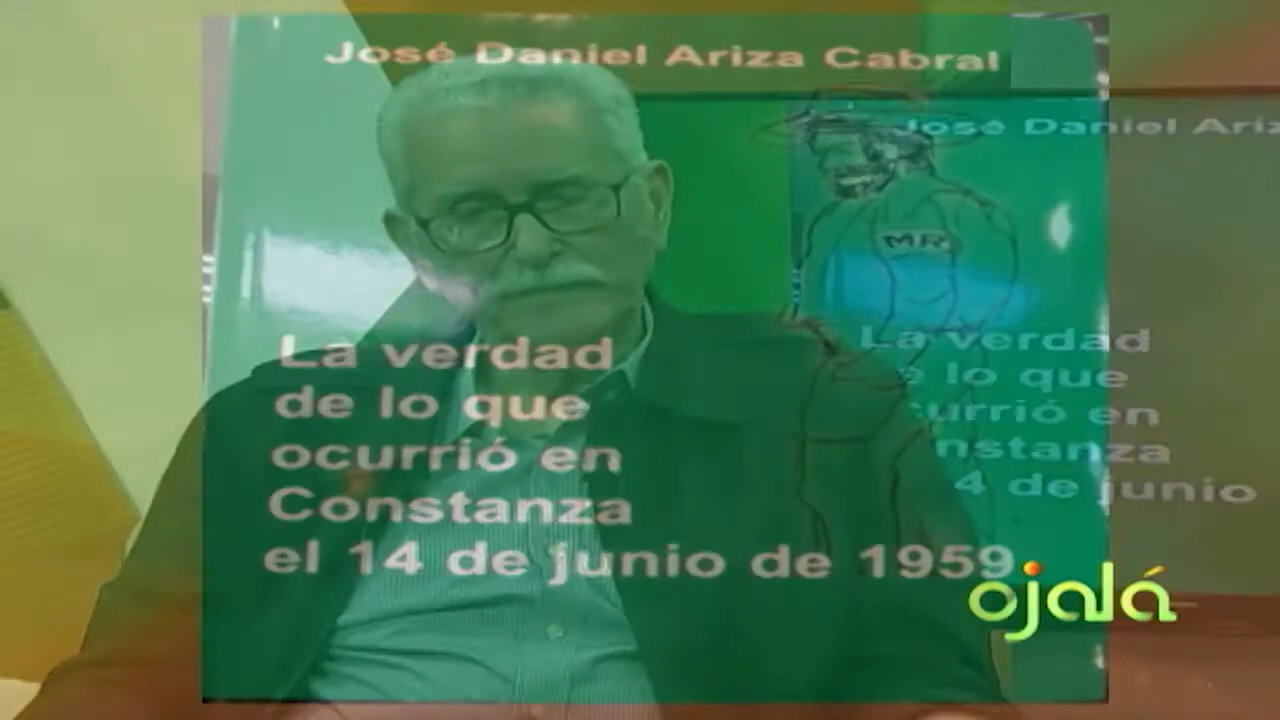 José Daniel Ariza Cabral
José Daniel Ariz
MR
La verdad
de lo que
ocurrió en
Constanza
el 14 de junio de 1959
La verdad
e lo que
currió en
nstanza
4 de junio
ojalá